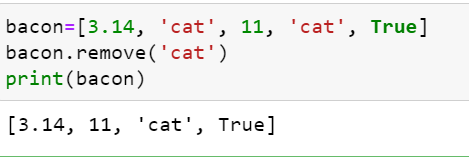 bacon=[3.14, 'cat', 11, 'cat', True]
bacon.remove('cat')
print(bacon)
[3.14, 11, 'cat', True]